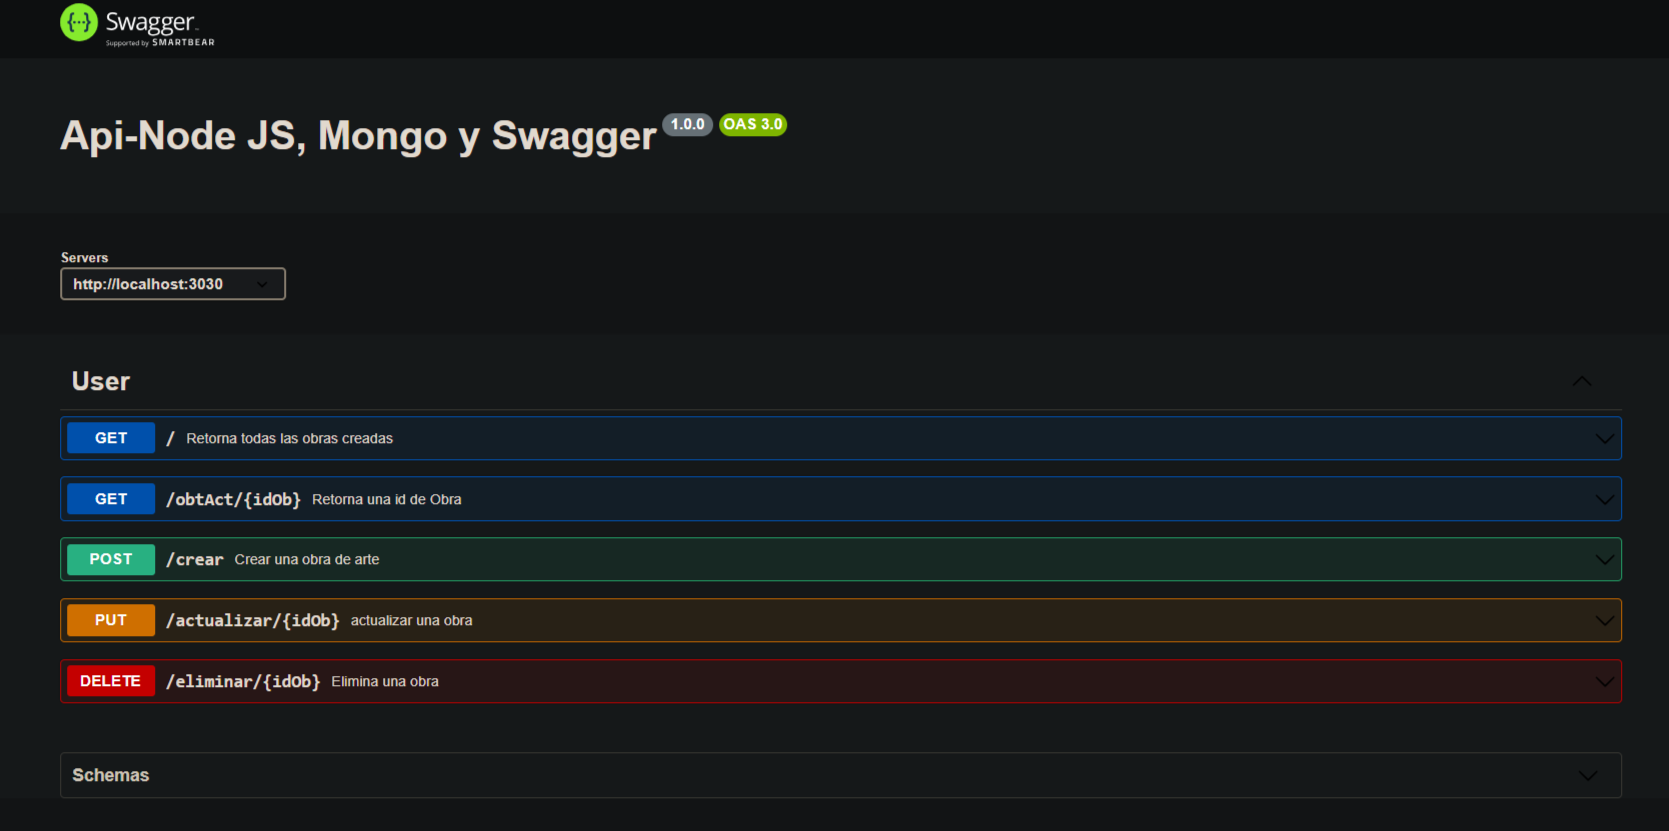 Swagger
Supported by SMARTBEAR
Api-Node JS, Mongo y Swagger 1.0.0 OAS 3.0
Servers
http://localhost:3030
User
GET / Retorna todas las obras creadas
GET /obtAct/{idOb} Retorna una id de Obra
POST /crear Crear una obra de arte
PUT /actualizar/{idOb} actualizar una obra
DELETE /eliminar/{idOb} Elimina una obra
Schemas